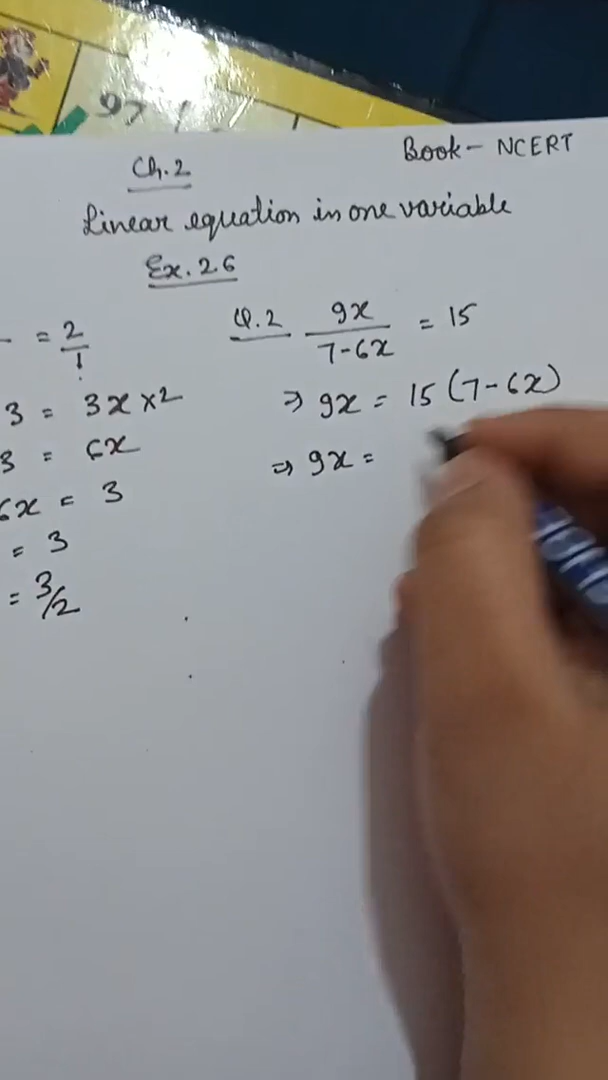 97
Book - NCERT
Ch. 2
Linear equation in one variable
Ex. 2.6
= 2/1
3 = 3x × 2
3 = 6x
6x = 3
= 3
= 3/2
Q.2 9x/7-6x = 15
⇒ 9x = 15 (7-6x)
⇒ 9x =